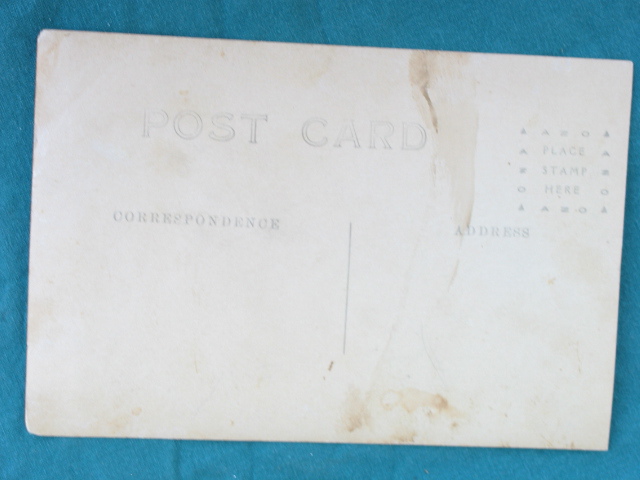 POST CARD
CORRESPONDENCE
ADDRESS
▲ AZO ▲
A PLACE A
Z STAMP Z
O HERE O
▲ AZO ▲